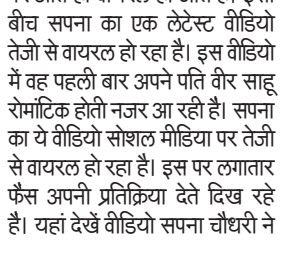 बीच सपना का एक लेटेस्ट वीडियो
तेजी से वायरल हो रहा है। इस वीडियो
में वह पहली बार अपने पति वीर साहू
रोमांटिक होती नजर आ रही है। सपना
का ये वीडियो सोशल मीडिया पर तेजी
से वायरल हो रहा है। इस पर लगातार
फैंस अपनी प्रतिक्रिया देते दिख रहे
है। यहां देखें वीडियो सपना चौधरी ने